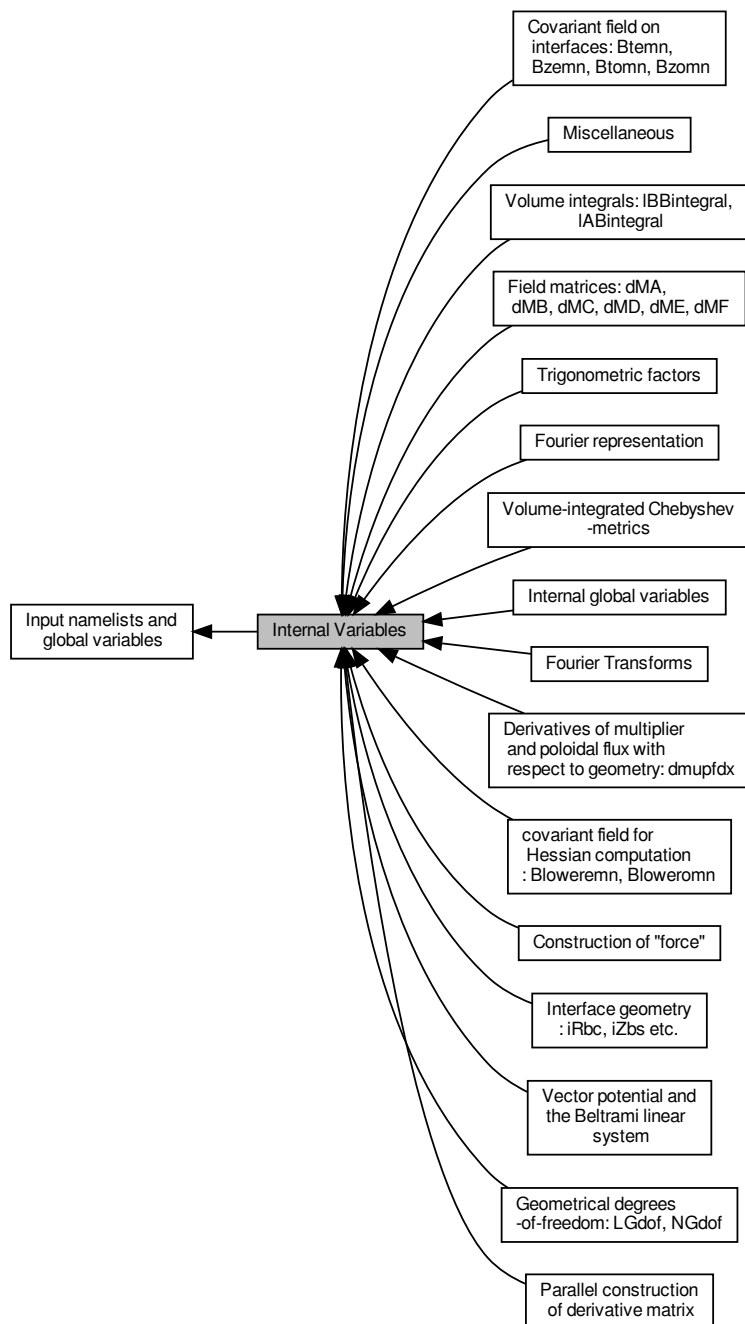 Covariant field on
interfaces: Btemn,
Bzemn, Btomn, Bzomn
Miscellaneous
Volume integrals: lBBintegral,
lABintegral
Field matrices: dMA,
dMB, dMC, dMD, dME, dMF
Trigonometric factors
Fourier representation
Volume-integrated Chebyshev
-metrics
Internal global variables
Input namelists and
global variables
Internal Variables
Fourier Transforms
Derivatives of multiplier
and poloidal flux with
respect to geometry: dmupfdx
covariant field for
Hessian computation
: Bloweremn, Bloweromn
Construction of "force"
Interface geometry
: iRbc, iZbs etc.
Vector potential and
the Beltrami linear
system
Geometrical degrees
-of-freedom: LGdof, NGdof
Parallel construction
of derivative matrix